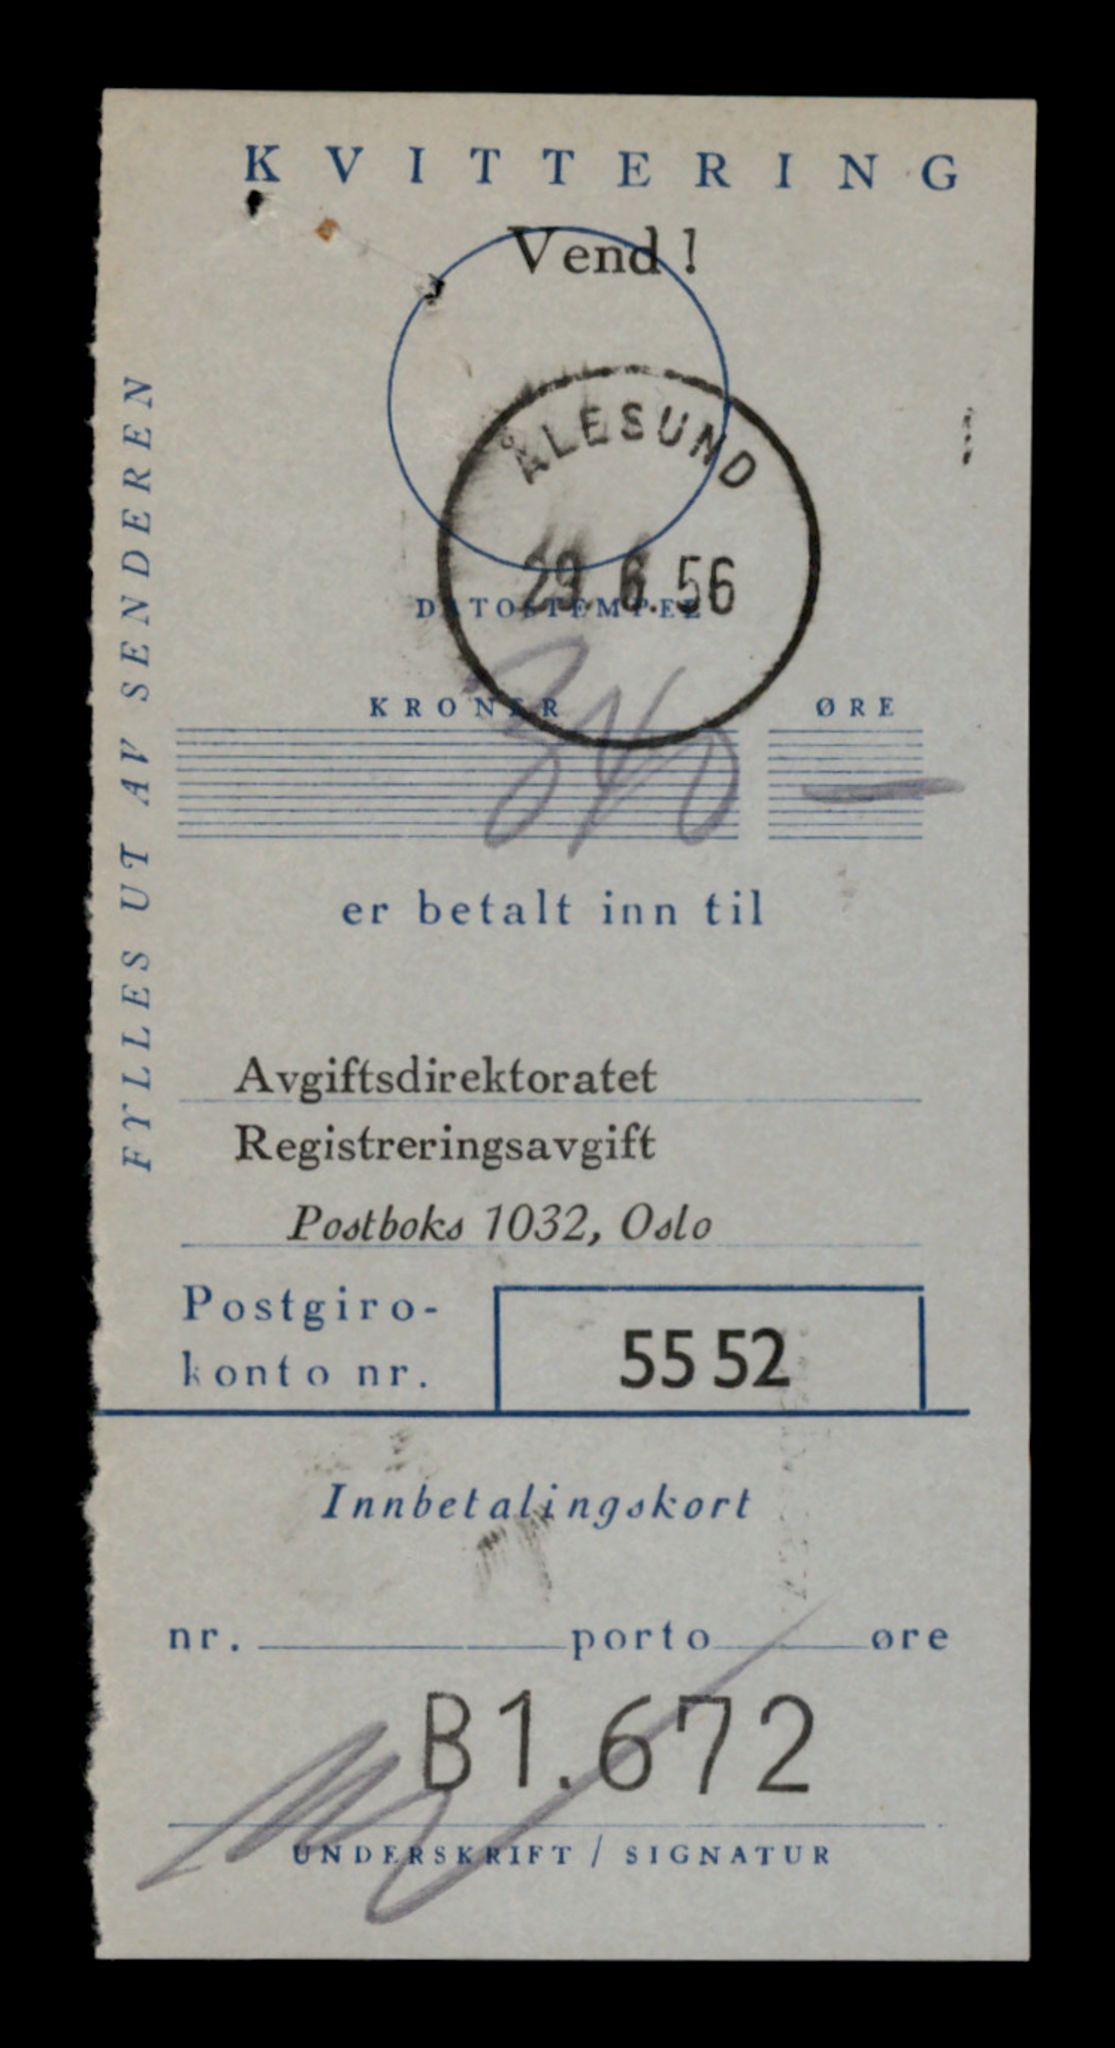 KVITTERING
Vend!
ÅLESUND
29.6.56
DATOSTEMPEL
KRONER ØRE
340 —
er betalt inn til
Avgiftsdirektoratet
Registreringsavgift
Postboks 1032, Oslo
Postgiro-
konto nr. 55 52
Innbetalingskort
nr. porto øre
B1.672
UNDERSKRIFT / SIGNATUR
FYLLES UT AV SENDEREN